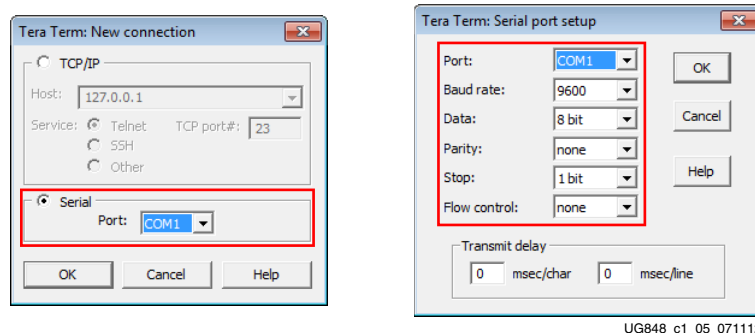 Tera Term: New connection
TCP/IP
Host: 127.0.0.1
Service: Telnet TCP port#: 23
SSH
Other
Serial
Port: COM1
OK Cancel Help
Tera Term: Serial port setup
Port: COM1 OK
Baud rate: 9600
Data: 8 bit Cancel
Parity: none
Stop: 1 bit Help
Flow control: none
Transmit delay
0 msec/char 0 msec/line
UG848_c1_05_07111